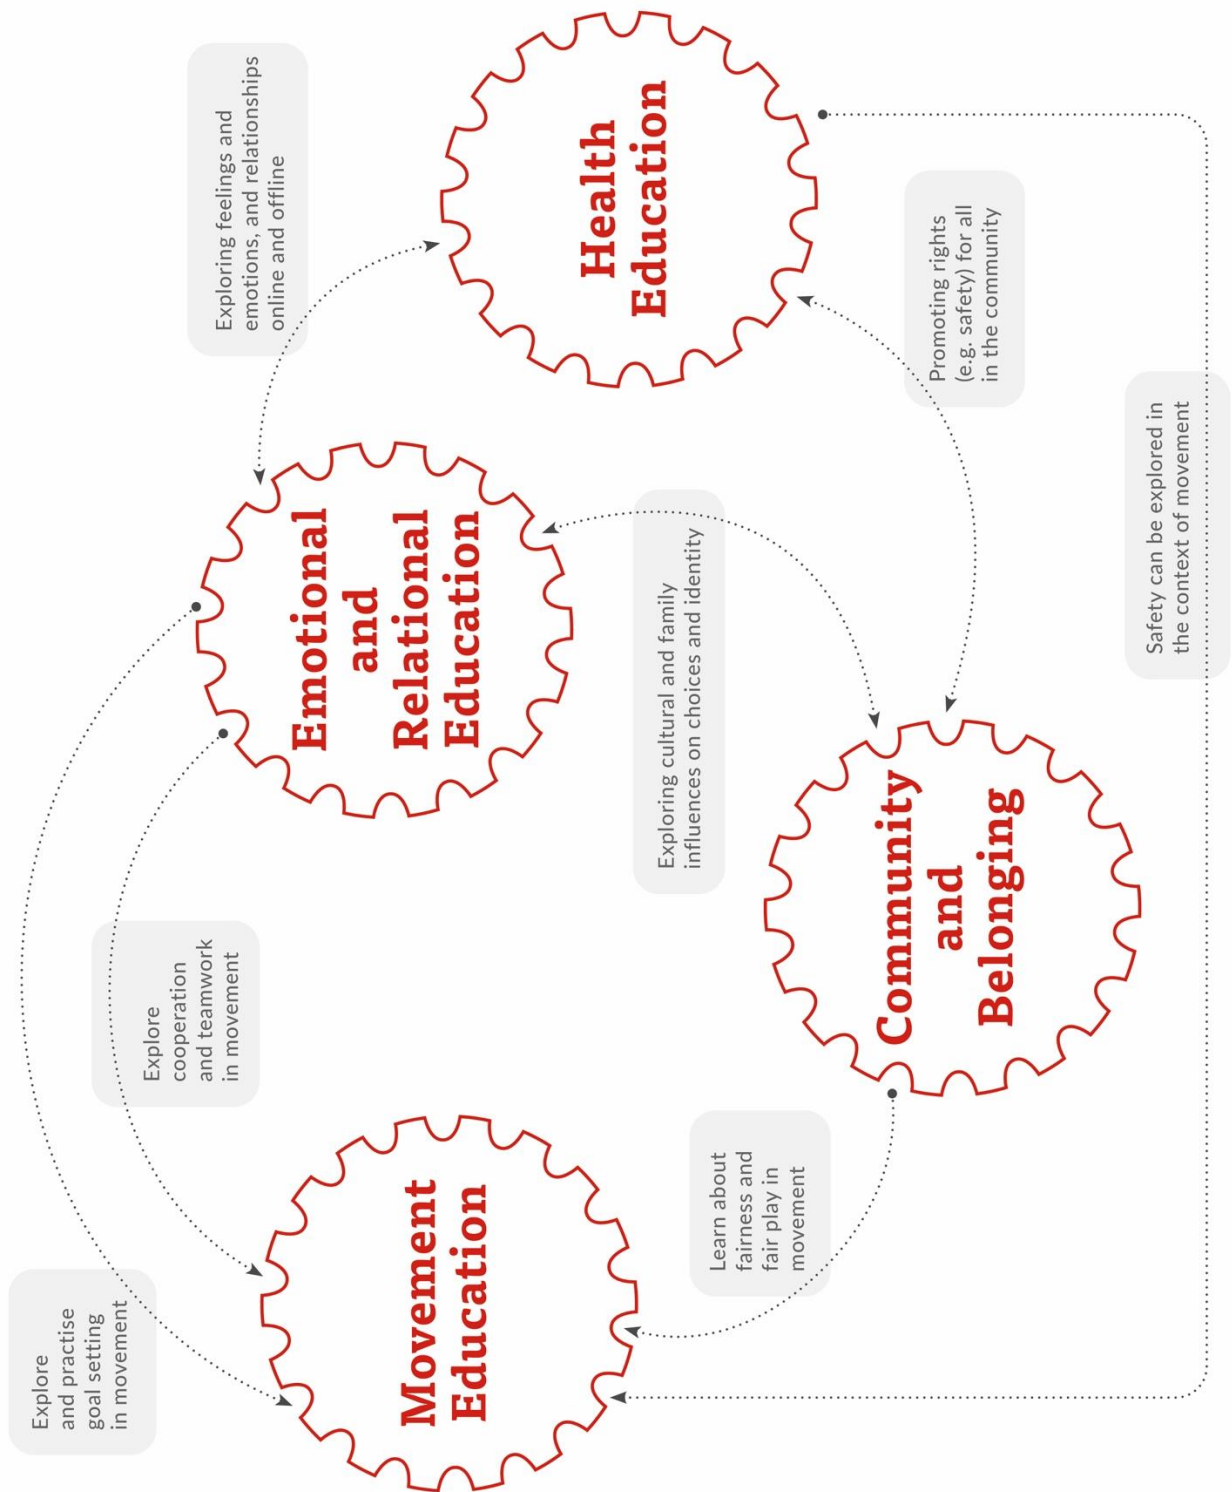 Explore
and practise
goal setting
in movement
Explore
cooperation
and teamwork
in movement
Exploring feelings and
emotions, and relationships
online and offline
Movement
Education
Emotional
and
Relational
Education
Health
Education
Learn about
fairness and
fair play in
movement
Exploring cultural and family
influences on choices and identity
Community
and
Belonging
Promoting rights
(e.g. safety) for all
in the community
Safety can be explored in
the context of movement